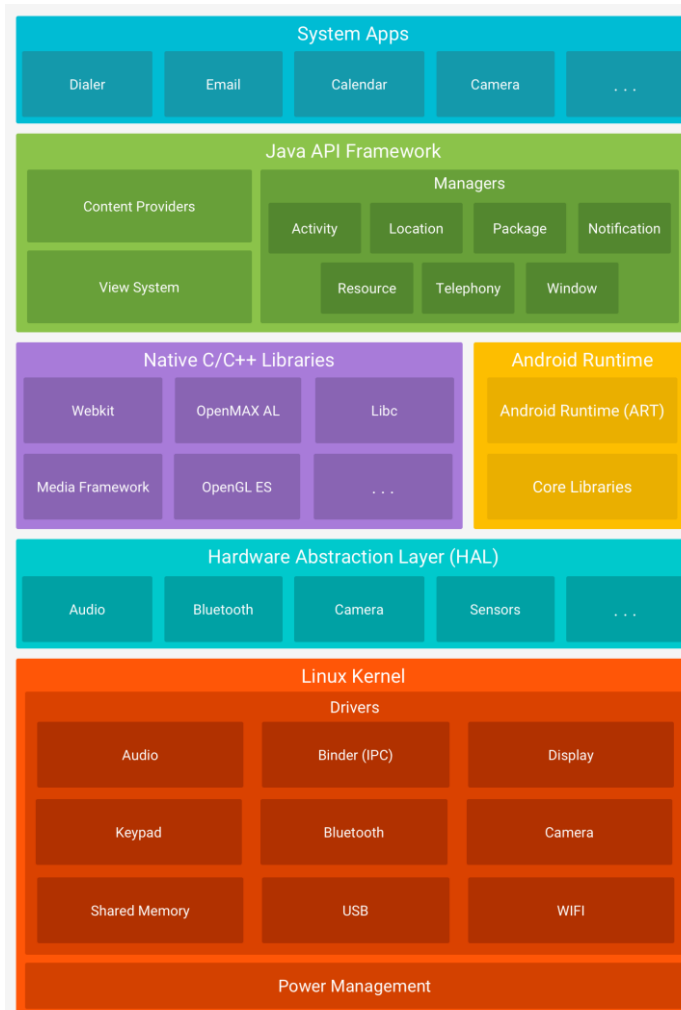 System Apps
Dialer Email Calendar Camera . . .
Java API Framework
Content Providers
View System
Managers
Activity Location Package Notification
Resource Telephony Window
Native C/C++ Libraries
Webkit OpenMAX AL Libc
Media Framework OpenGL ES . . .
Android Runtime
Android Runtime (ART)
Core Libraries
Hardware Abstraction Layer (HAL)
Audio Bluetooth Camera Sensors . . .
Linux Kernel
Drivers
Audio Binder (IPC) Display
Keypad Bluetooth Camera
Shared Memory USB WIFI
Power Management